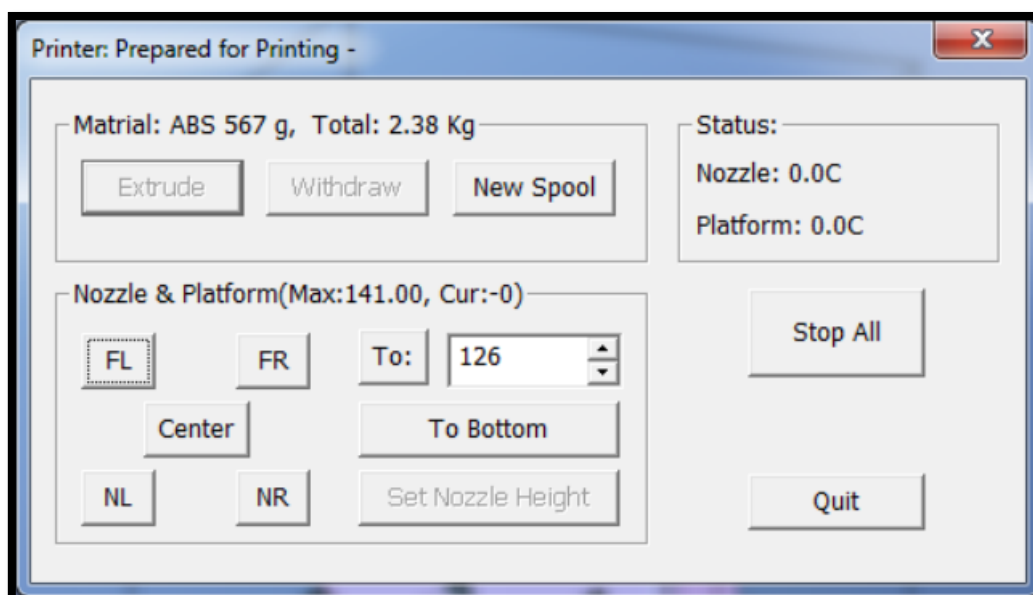 Printer: Prepared for Printing -
Matrial: ABS 567 g, Total: 2.38 Kg
Extrude Withdraw New Spool
Status:
Nozzle: 0.0C
Platform: 0.0C
Nozzle & Platform(Max:141.00, Cur:-0)
FL FR To: 126
Center To Bottom
NL NR Set Nozzle Height
Stop All
Quit